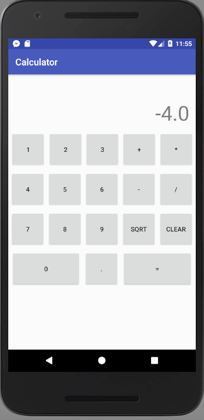 11:55
Calculator
-4.0
1 2 3 + *
4 5 6 - /
7 8 9 SQRT CLEAR
0 . =